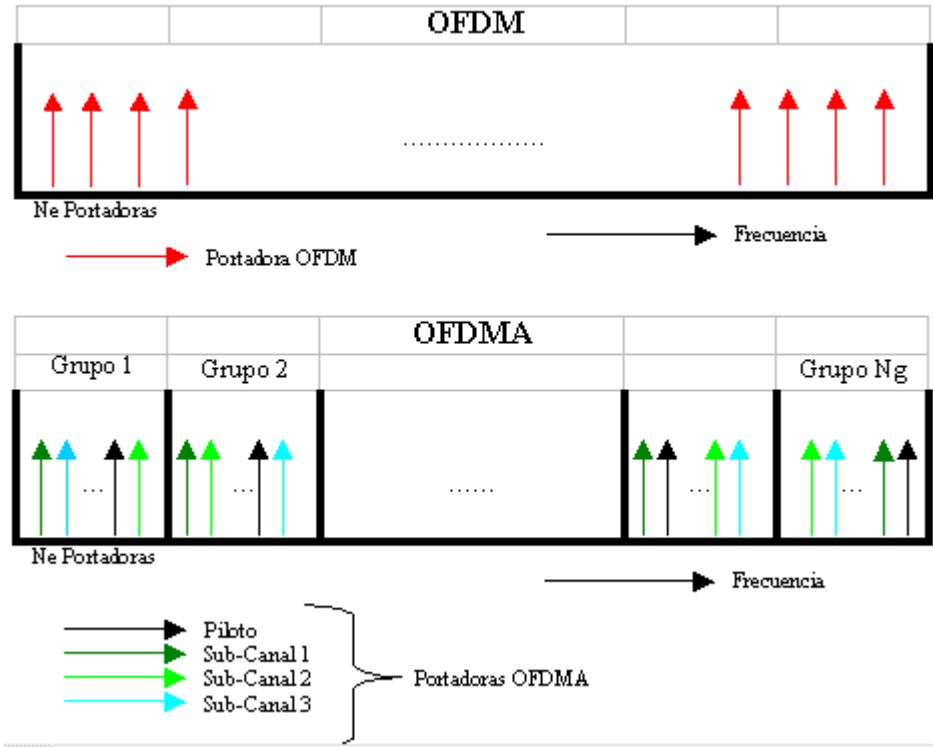 OFDM
..................
Ne Portadoras
Frecuencia
Portadora OFDM
OFDMA
Grupo 1
Grupo 2
Grupo Ng
...
...
......
...
...
Ne Portadoras
Frecuencia
Piloto
Sub-Canal 1
Sub-Canal 2
Sub-Canal 3
Portadoras OFDMA